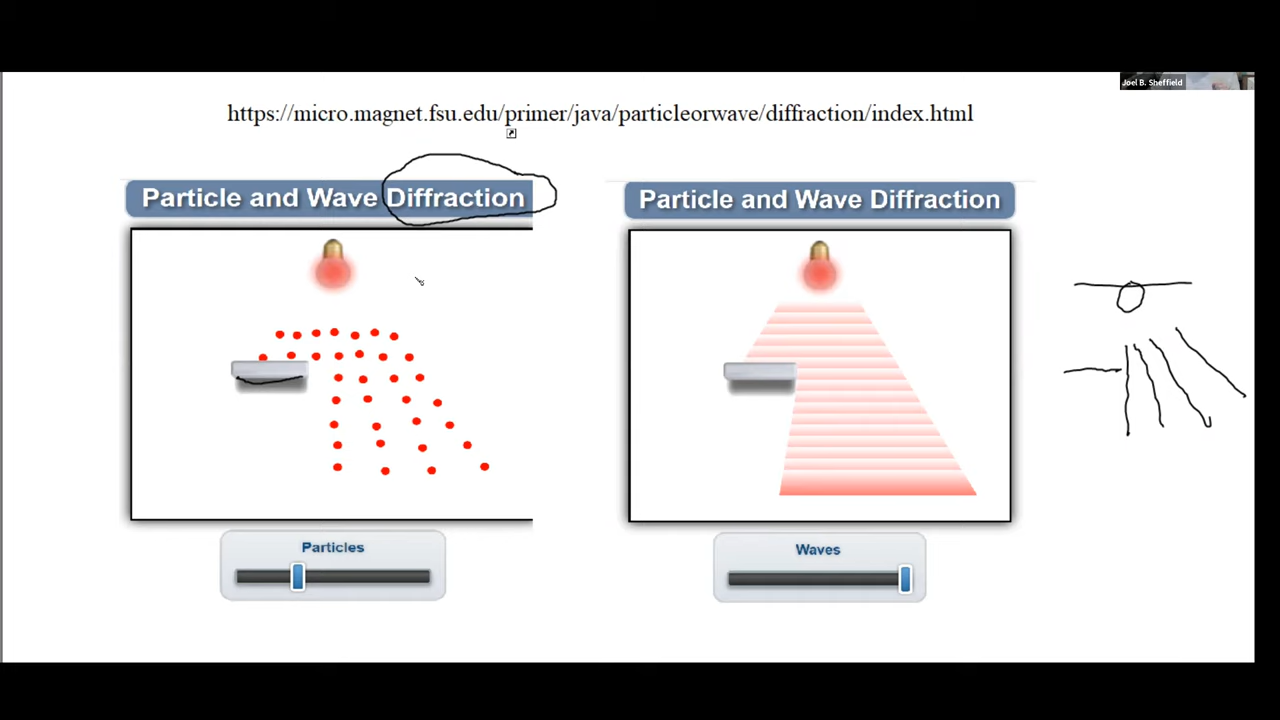 Joel B. Sheffield
https://micro.magnet.fsu.edu/primer/java/particleorwave/diffraction/index.html
Particle and Wave Diffraction
Particle and Wave Diffraction
Particles
Waves